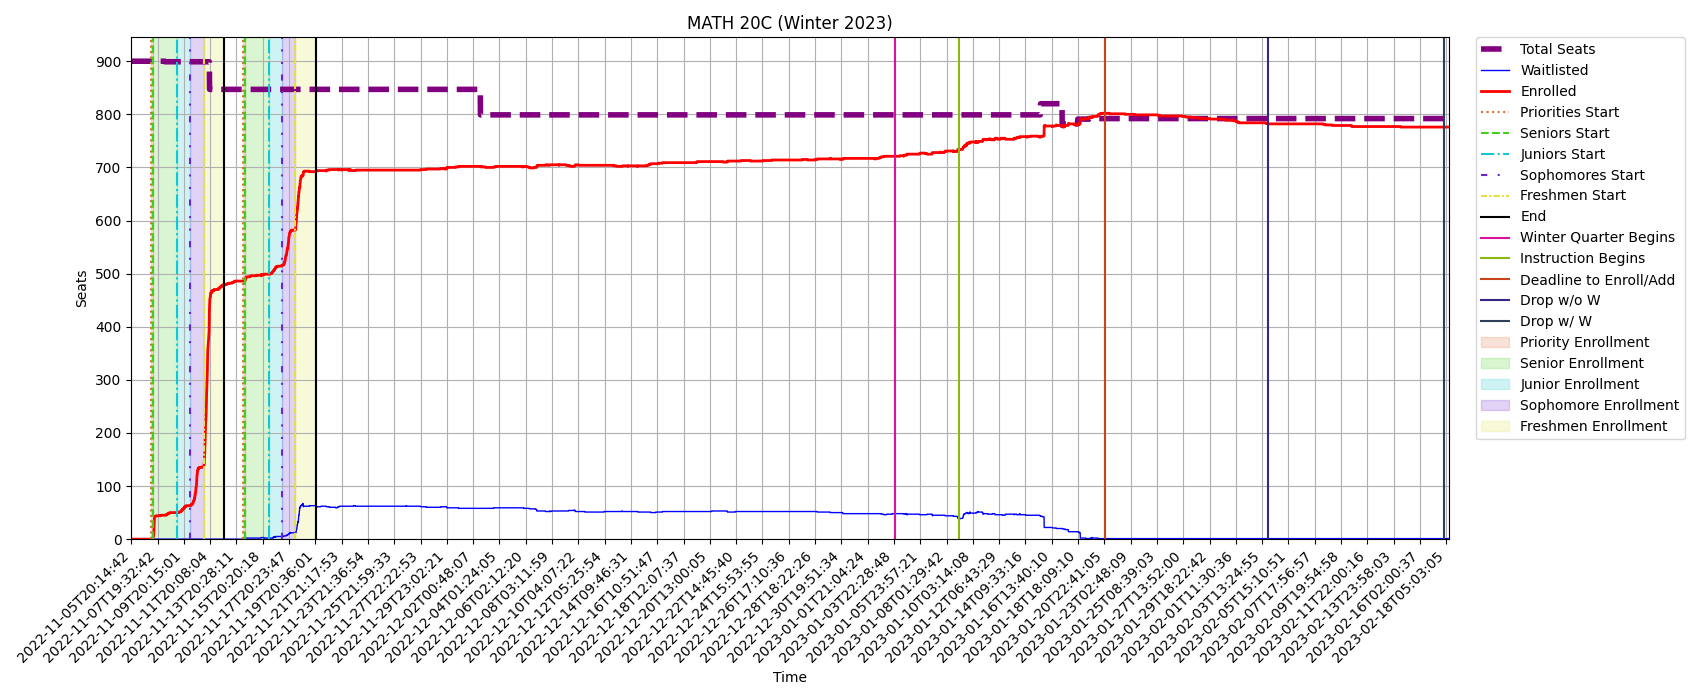 MATH 20C (Winter 2023)
Seats
900
800
700
600
500
400
300
200
100
0
2022-11-05T20:14:42
2022-11-07T19:32:42
2022-11-09T20:15:01
2022-11-11T20:08:04
2022-11-13T20:28:11
2022-11-15T20:20:18
2022-11-17T20:23:47
2022-11-19T20:36:01
2022-11-21T21:17:53
2022-11-23T21:36:54
2022-11-25T21:59:33
2022-11-27T22:22:53
2022-11-29T23:02:21
2022-12-02T00:48:07
2022-12-04T01:24:05
2022-12-06T02:12:20
2022-12-08T03:11:59
2022-12-10T04:07:22
2022-12-12T05:25:54
2022-12-14T09:46:31
2022-12-16T10:51:47
2022-12-18T12:07:37
2022-12-20T13:00:05
2022-12-22T14:45:40
2022-12-24T15:53:55
2022-12-26T17:10:36
2022-12-28T18:22:26
2022-12-30T19:51:34
2023-01-01T21:04:24
2023-01-03T22:28:48
2023-01-05T23:57:21
2023-01-08T01:29:42
2023-01-10T03:14:08
2023-01-12T06:43:29
2023-01-14T09:33:16
2023-01-16T13:40:10
2023-01-18T18:09:10
2023-01-20T22:41:05
2023-01-23T02:48:09
2023-01-25T08:39:03
2023-01-27T13:52:00
2023-01-29T18:22:42
2023-02-01T11:30:36
2023-02-03T13:24:55
2023-02-05T15:10:51
2023-02-07T17:56:57
2023-02-09T19:54:58
2023-02-11T22:00:16
2023-02-13T23:58:03
2023-02-16T02:00:37
2023-02-18T05:03:05
Time
Total Seats
Waitlisted
Enrolled
Priorities Start
Seniors Start
Juniors Start
Sophomores Start
Freshmen Start
End
Winter Quarter Begins
Instruction Begins
Deadline to Enroll/Add
Drop w/o W
Drop w/ W
Priority Enrollment
Senior Enrollment
Junior Enrollment
Sophomore Enrollment
Freshmen Enrollment